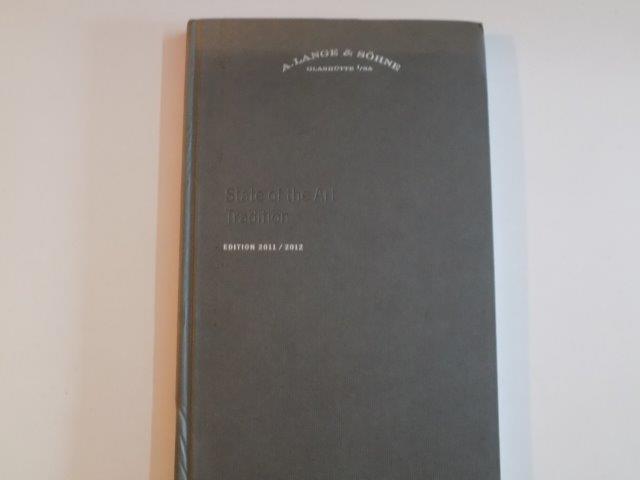 A. LANGE & SÖHNE
GLASHÜTTE I/SA
State of the Art
Tradition
EDITION 2011 / 2012